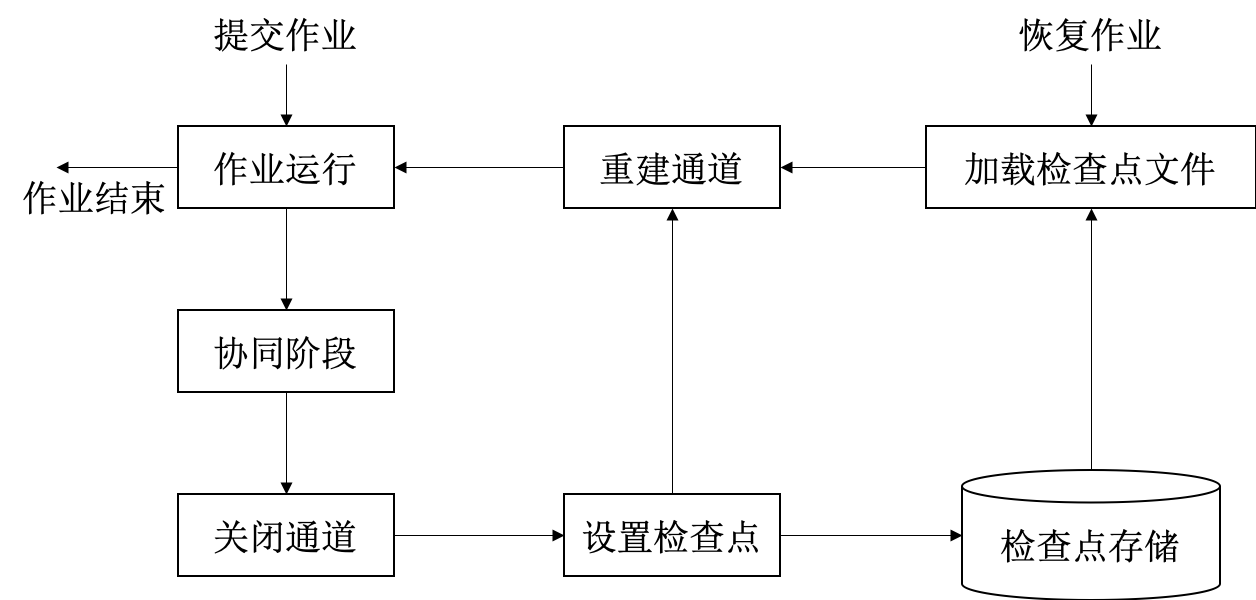 提交作业
恢复作业
作业运行
重建通道
加载检查点文件
作业结束
协同阶段
关闭通道
设置检查点
检查点存储